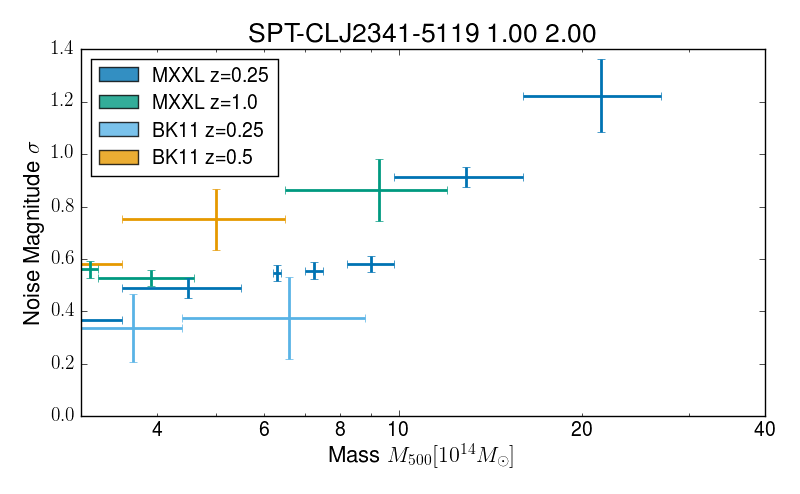 SPT-CLJ2341-5119 1.00 2.00
MXXL z=0.25
MXXL z=1.0
BK11 z=0.25
BK11 z=0.5
Noise Magnitude σ
1.4
1.2
1.0
0.8
0.6
0.4
0.2
0.0
4 6 8 10 20 40
Mass M₅₀₀[10¹⁴M☉]